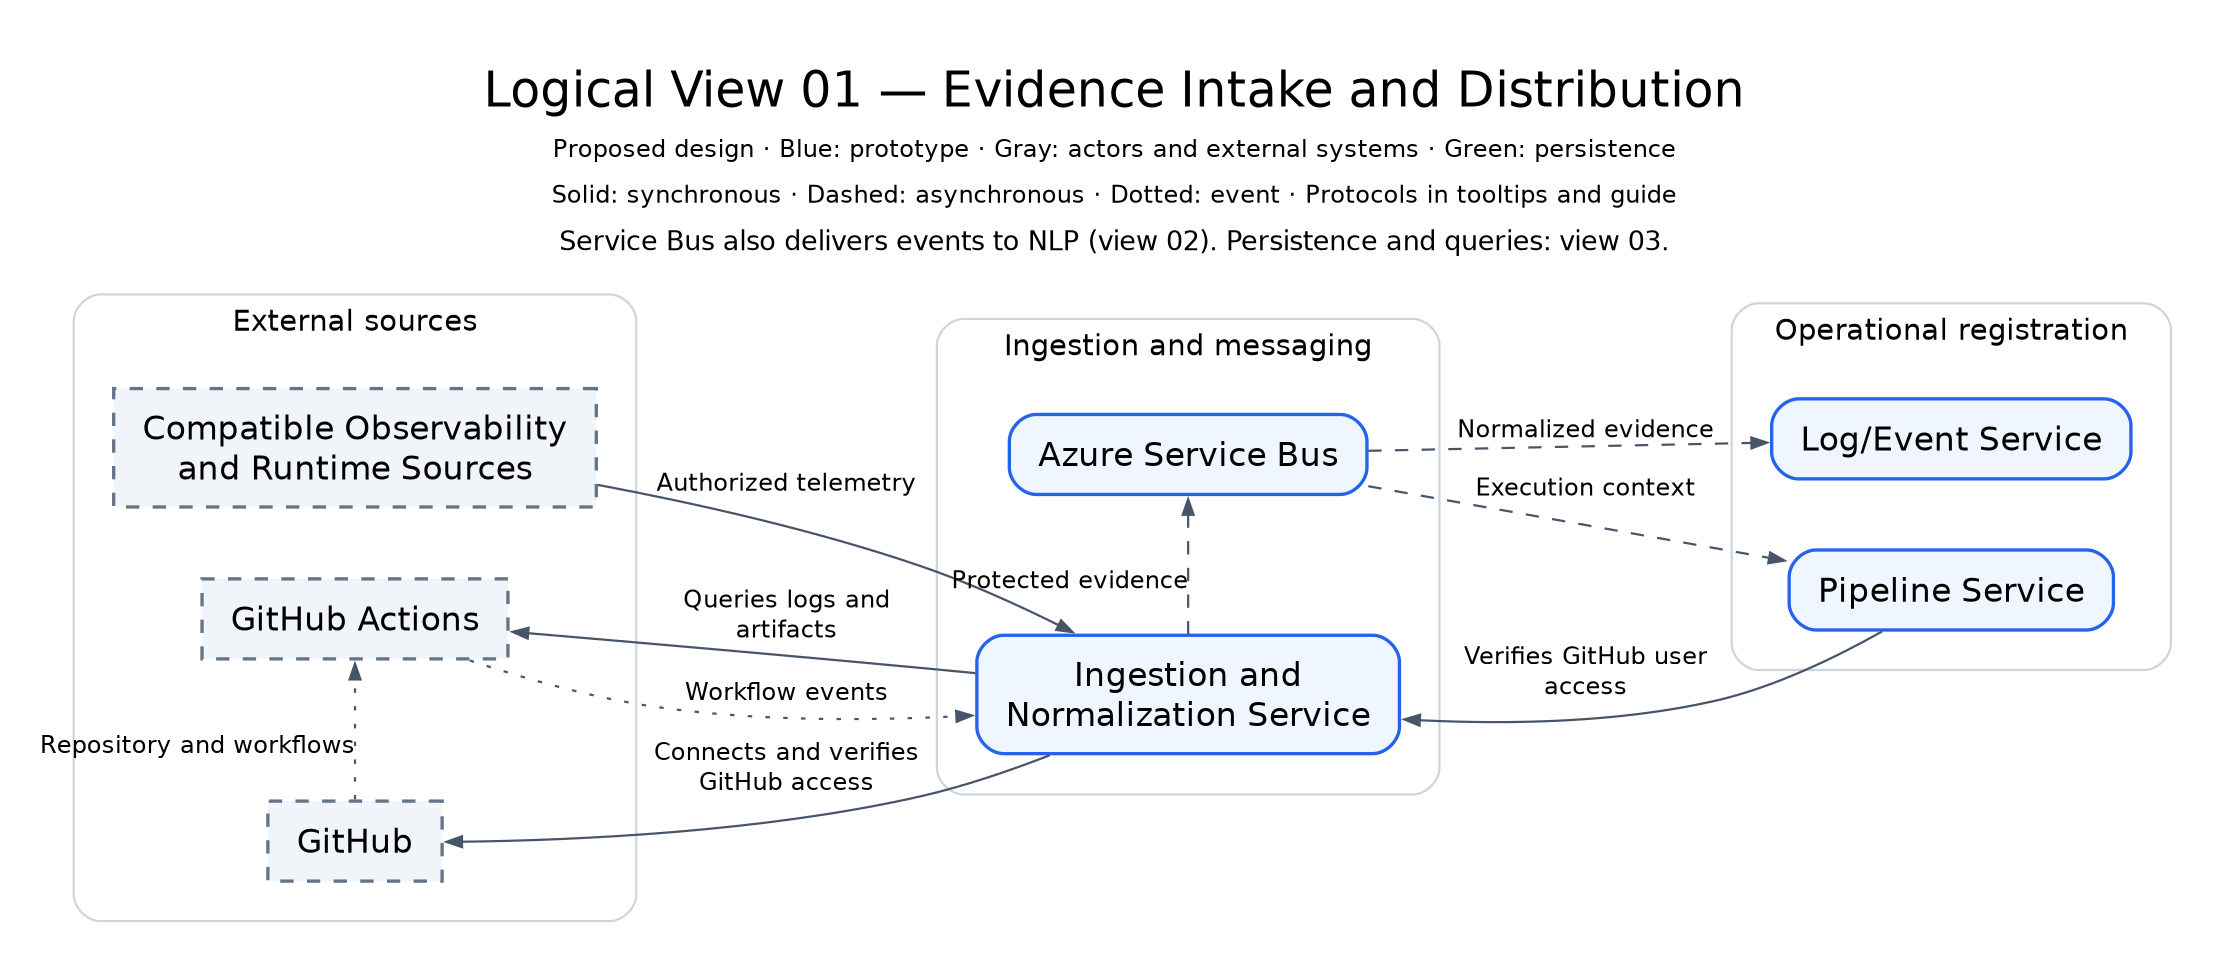 Logical View 01 — Evidence Intake and Distribution
Proposed design · Blue: prototype · Gray: actors and external systems · Green: persistence
Solid: synchronous · Dashed: asynchronous · Dotted: event · Protocols in tooltips and guide
Service Bus also delivers events to NLP (view 02). Persistence and queries: view 03.
External sources
Compatible Observability
and Runtime Sources
GitHub Actions
Repository and workflows
GitHub
Authorized telemetry
Queries logs and
artifacts
Workflow events
Connects and verifies
GitHub access
Ingestion and messaging
Azure Service Bus
Protected evidence
Ingestion and
Normalization Service
Normalized evidence
Execution context
Verifies GitHub user
access
Operational registration
Log/Event Service
Pipeline Service